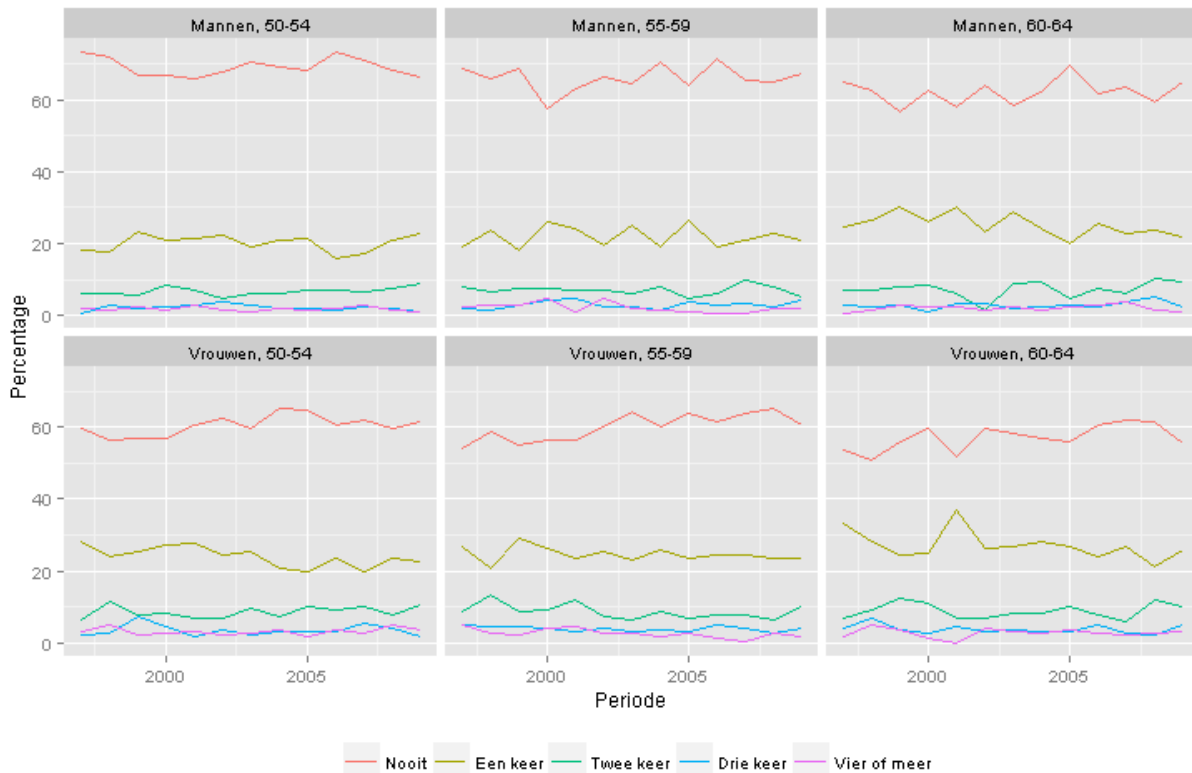 Mannen, 50-54
Mannen, 55-59
Mannen, 60-64
60
40
20
0
Percentage
Vrouwen, 50-54
Vrouwen, 55-59
Vrouwen, 60-64
60
40
20
0
2000 2005 2000 2005 2000 2005
Periode
Nooit Een keer Twee keer Drie keer Vier of meer